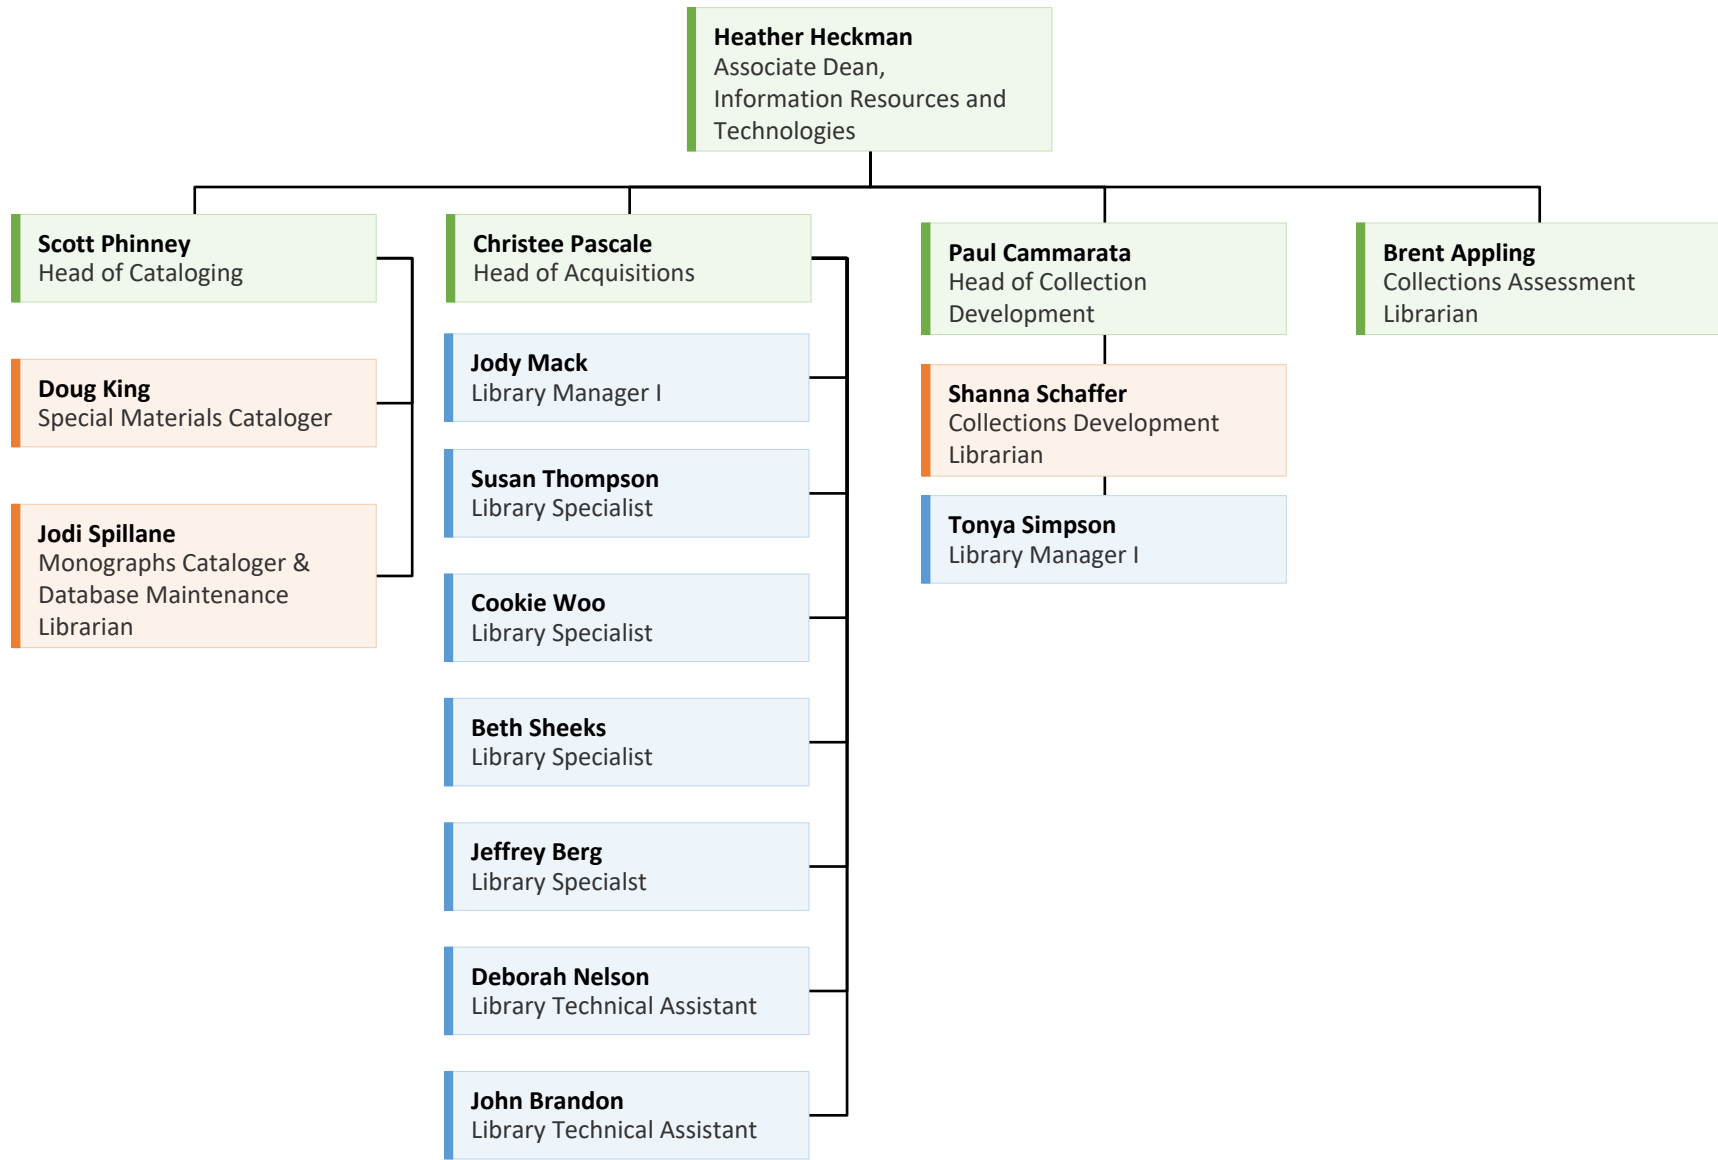 Heather Heckman
Associate Dean,
Information Resources and
Technologies
Scott Phinney
Head of Cataloging
Doug King
Special Materials Cataloger
Jodi Spillane
Monographs Cataloger &
Database Maintenance
Librarian
Christee Pascale
Head of Acquisitions
Jody Mack
Library Manager I
Susan Thompson
Library Specialist
Cookie Woo
Library Specialist
Beth Sheeks
Library Specialist
Jeffrey Berg
Library Specialst
Deborah Nelson
Library Technical Assistant
John Brandon
Library Technical Assistant
Paul Cammarata
Head of Collection
Development
Shanna Schaffer
Collections Development
Librarian
Tonya Simpson
Library Manager I
Brent Appling
Collections Assessment
Librarian